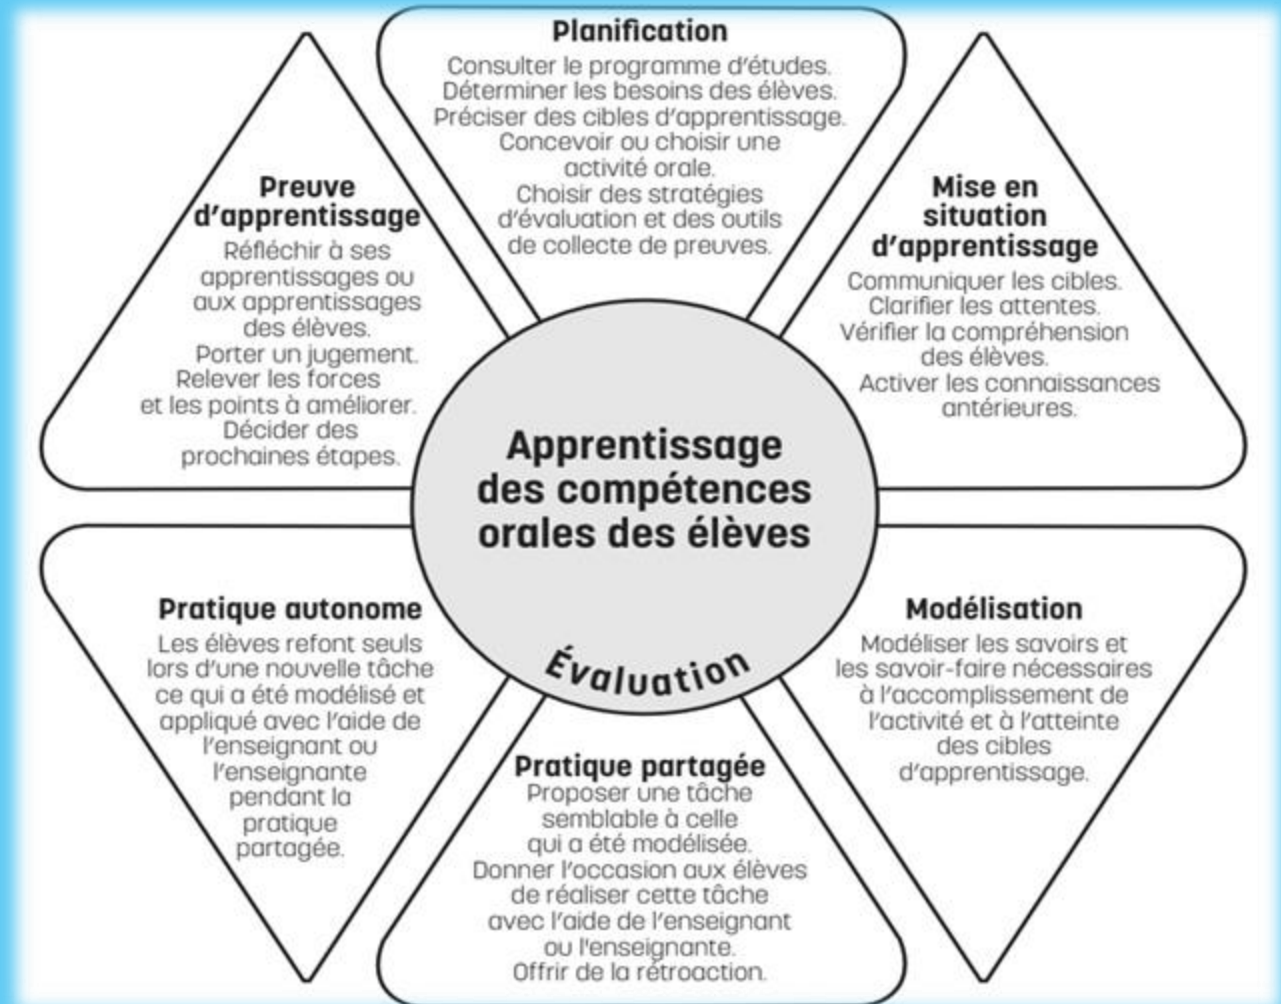 Planification
Consulter le programme d'études.
Déterminer les besoins des élèves.
Préciser des cibles d'apprentissage.
Concevoir ou choisir une
activité orale.
Choisir des stratégies
d'évaluation et des outils
de collecte de preuves.
Mise en
situation
d'apprentissage
Communiquer les cibles.
Clarifier les attentes.
Vérifier la compréhension
des élèves.
Activer les connaissances
antérieures.
Modélisation
Modéliser les savoirs et
les savoir-faire nécessaires
à l'accomplissement de
l'activité et à l'atteinte
des cibles
d'apprentissage.
Pratique partagée
Proposer une tâche
semblable à celle
qui a été modélisée.
Donner l'occasion aux élèves
de réaliser cette tâche
avec l'aide de l'enseignant
ou l'enseignante.
Offrir de la rétroaction.
Pratique autonome
Les élèves refont seuls
lors d'une nouvelle tâche
ce qui a été modélisé et
appliqué avec l'aide de
l'enseignant ou
l'enseignante
pendant la
pratique
partagée.
Preuve
d'apprentissage
Réfléchir à ses
apprentissages ou
aux apprentissages
des élèves.
Porter un jugement.
Relever les forces
et les points à améliorer.
Décider des
prochaines étapes.
Apprentissage
des compétences
orales des élèves
Évaluation